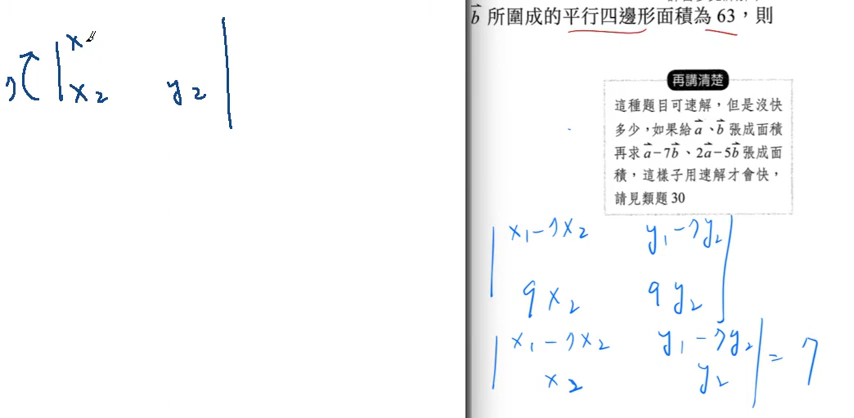 b 所圍成的平行四邊形面積為 63，則
再講清楚
這種題目可速解，但是沒快
多少，如果給 a、b 張成面積
再求 a－7b、2a－5b 張成面
積，這樣子用速解才會快，
請見類題 30
x
7 x2 y2
x1-7x2 y1-7y2
9x2 9y2
x1-7x2 y1-7y2 = 7
x2 y2